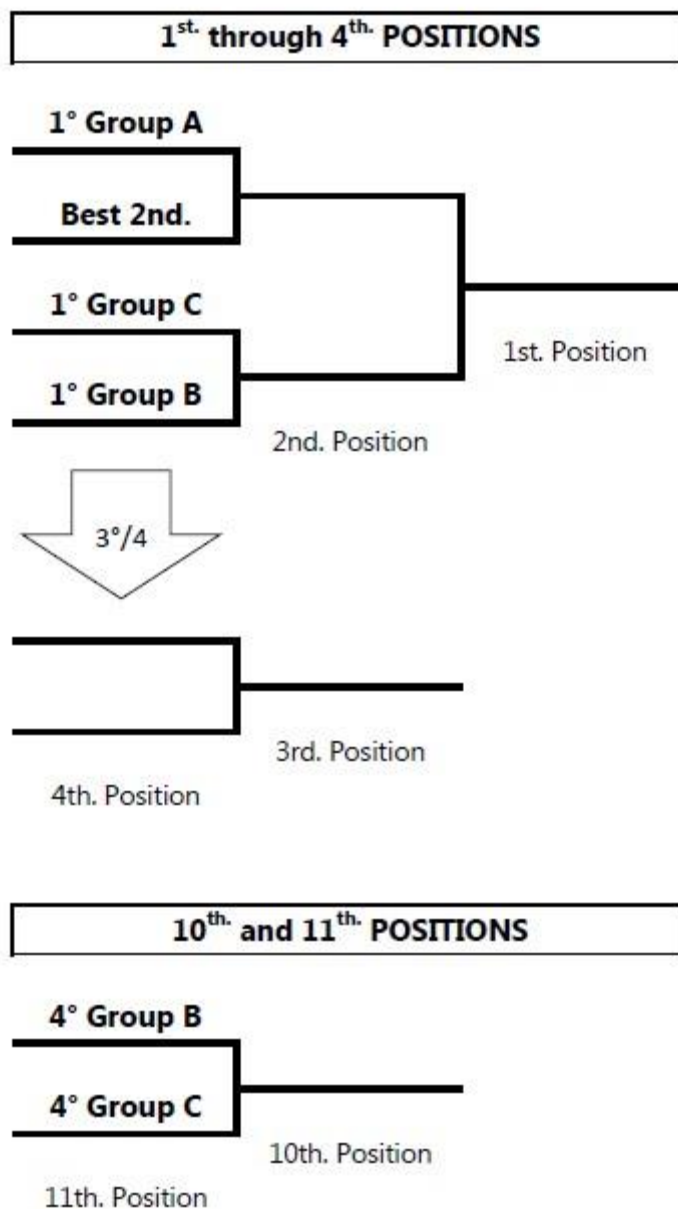 1st. through 4th. POSITIONS
1° Group A
Best 2nd.
1° Group C
1st. Position
1° Group B
2nd. Position
3°/4
3rd. Position
4th. Position
10th. and 11th. POSITIONS
4° Group B
4° Group C
10th. Position
11th. Position